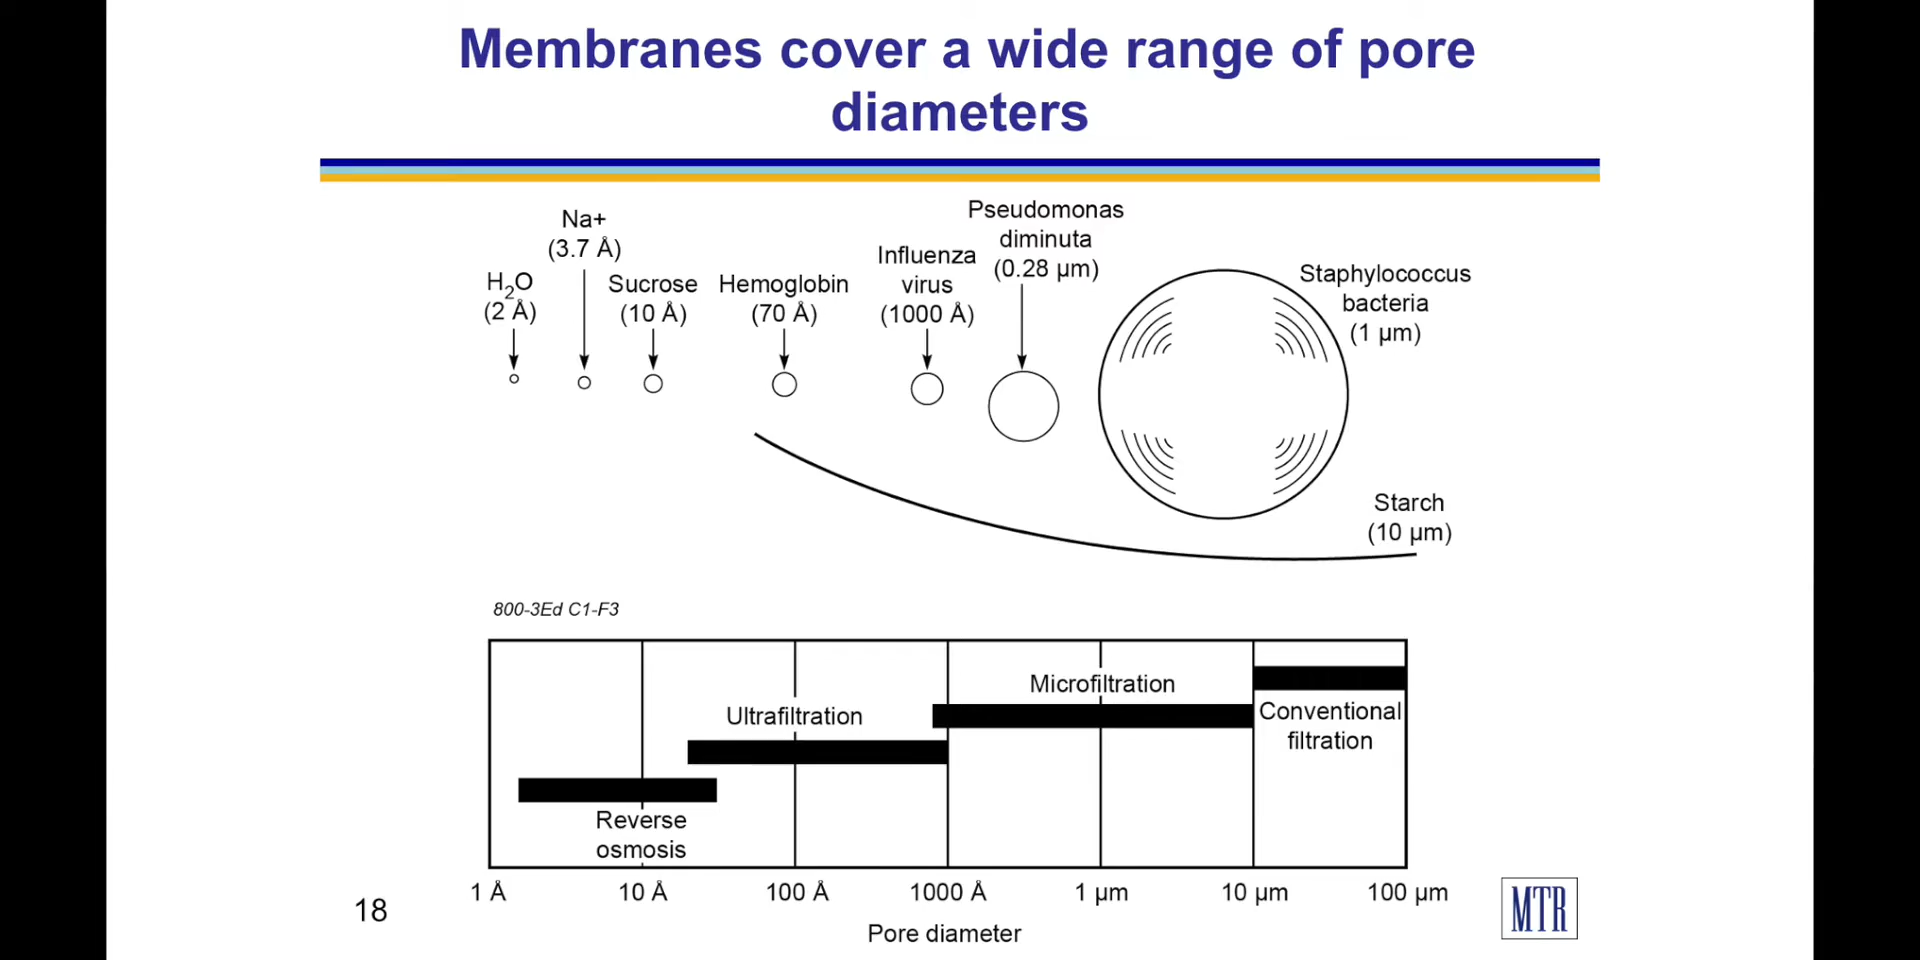 Membranes cover a wide range of pore
diameters
Na+
(3.7 Å)
H2O
(2 Å)
Sucrose
(10 Å)
Hemoglobin
(70 Å)
Influenza
virus
(1000 Å)
Pseudomonas
diminuta
(0.28 µm)
Staphylococcus
bacteria
(1 µm)
Starch
(10 µm)
800-3Ed C1-F3
Microfiltration
Ultrafiltration
Conventional
filtration
Reverse
osmosis
1 Å 10 Å 100 Å 1000 Å 1 µm 10 µm 100 µm
Pore diameter
18
MTR